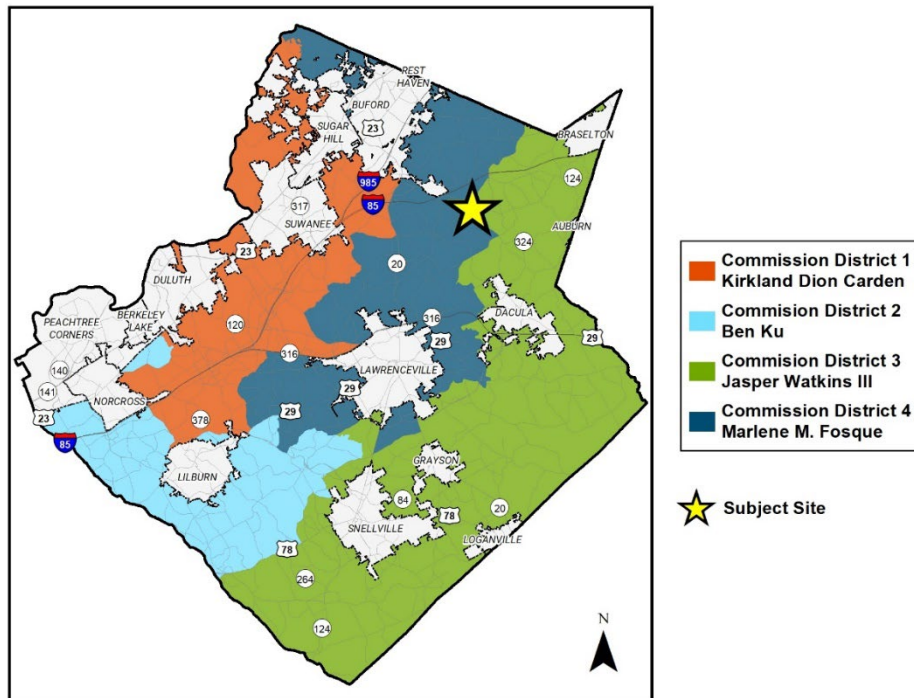 REST
HAVEN
BUFORD
23
SUGAR
HILL
BRASELTON
985
124
85
317
SUWANEE
AUBURN
324
23
20
DULUTH
BERKELEY
LAKE
PEACHTREE
CORNERS
DACULA
316
120
29
29
316
140
LAWRENCEVILLE
141
29
NORCROSS
23
29
378
85
GRAYSON
LILBURN
84
20
78
SNELLVILLE
LOGANVILLE
78
264
124
N
Commission District 1
Kirkland Dion Carden
Commision District 2
Ben Ku
Commision District 3
Jasper Watkins III
Commission District 4
Marlene M. Fosque
Subject Site